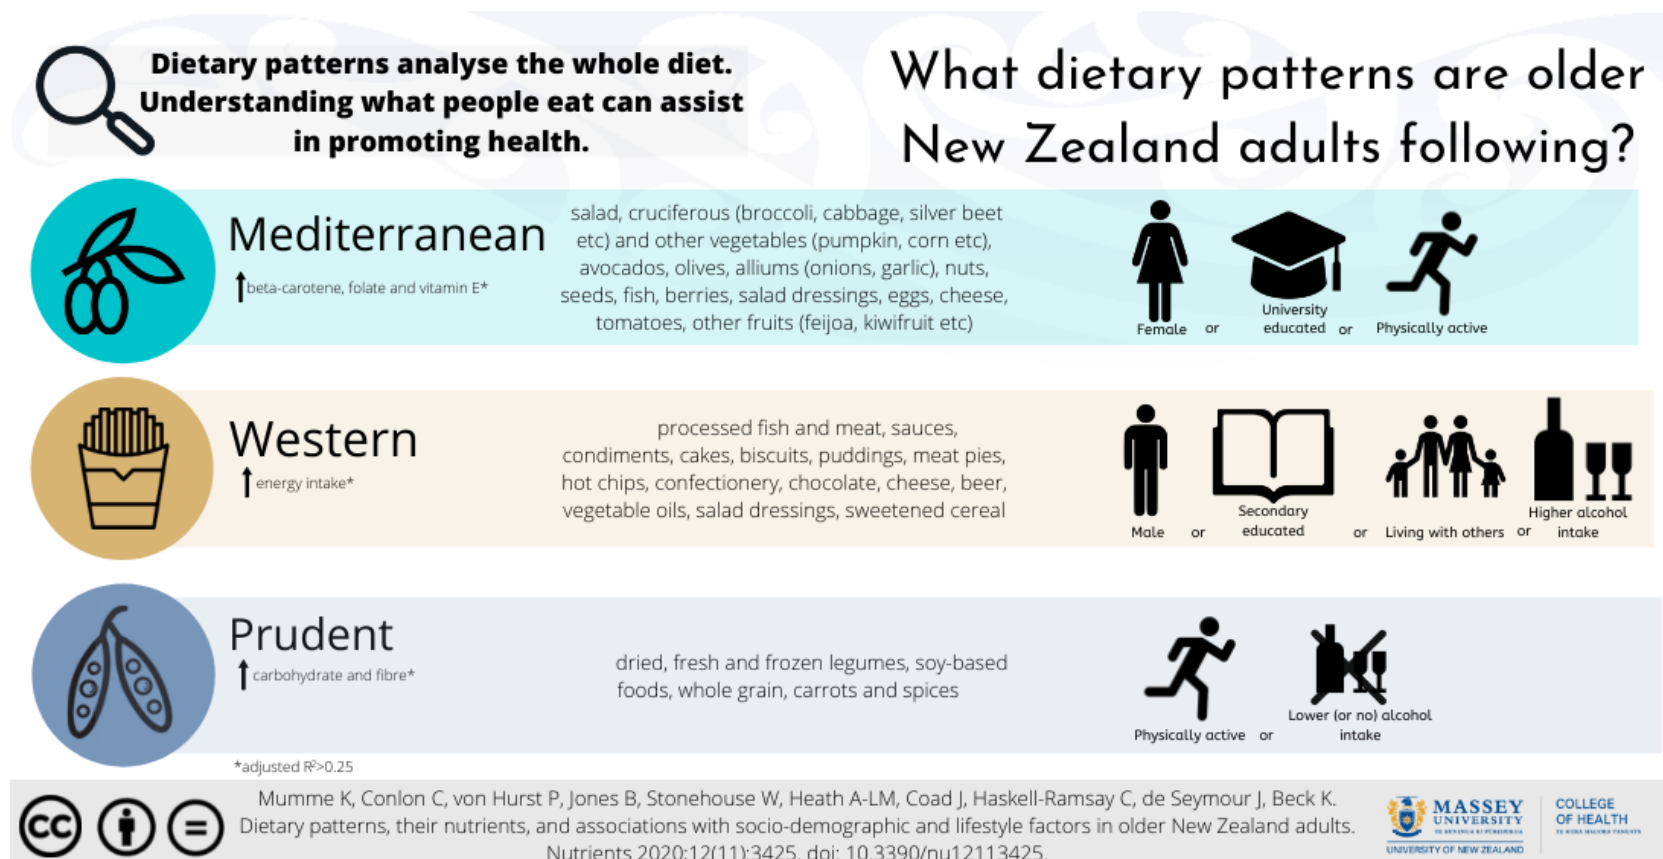 Dietary patterns analyse the whole diet.
Understanding what people eat can assist
in promoting health.
What dietary patterns are older
New Zealand adults following?
Mediterranean
beta-carotene, folate and vitamin E*
salad, cruciferous (broccoli, cabbage, silver beet
etc) and other vegetables (pumpkin, corn etc),
avocados, olives, alliums (onions, garlic), nuts,
seeds, fish, berries, salad dressings, eggs, cheese,
tomatoes, other fruits (feijoa, kiwifruit etc)
Female or
University
educated or
Physically active
Western
energy intake*
processed fish and meat, sauces,
condiments, cakes, biscuits, puddings, meat pies,
hot chips, confectionery, chocolate, cheese, beer,
vegetable oils, salad dressings, sweetened cereal
Male or
Secondary
educated or
Living with others or
Higher alcohol
intake
Prudent
carbohydrate and fibre*
dried, fresh and frozen legumes, soy-based
foods, whole grain, carrots and spices
Physically active or
Lower (or no) alcohol
intake
*adjusted R²>0.25
cc
Mumme K, Conlon C, von Hurst P, Jones B, Stonehouse W, Heath A-LM, Coad J, Haskell-Ramsay C, de Seymour J, Beck K.
Dietary patterns, their nutrients, and associations with socio-demographic and lifestyle factors in older New Zealand adults.
Nutrients 2020;12(11):3425. doi: 10.3390/nu12113425.
MASSEY
UNIVERSITY
UNIVERSITY OF NEW ZEALAND
COLLEGE
OF HEALTH